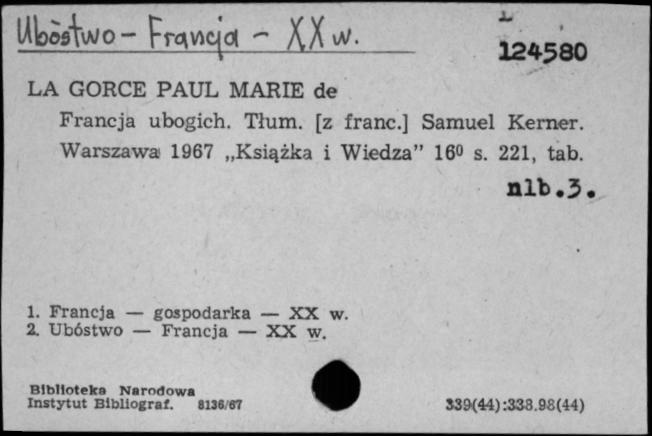 Ubóstwo - Francja - XX w.
124580
LA GORCE PAUL MARIE de
Francja ubogich. Tłum. [z franc.] Samuel Kerner.
Warszawa 1967 „Książka i Wiedza” 16⁰ s. 221, tab.
nlb.3.
1. Francja — gospodarka — XX w.
2. Ubóstwo — Francja — XX w.
Biblioteka Narodowa
Instytut Bibliograf. 8136/67
339(44):338.98(44)